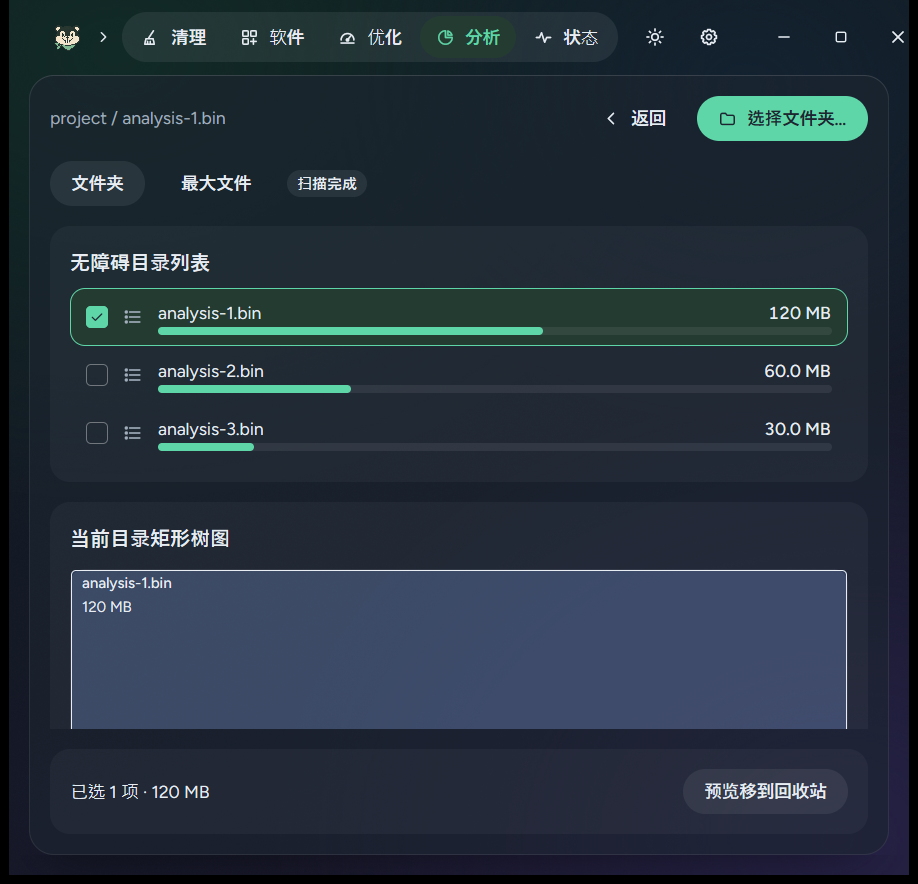 清理 软件 优化 分析 状态
project / analysis-1.bin 返回 选择文件夹...
文件夹 最大文件 扫描完成
无障碍目录列表
analysis-1.bin 120 MB
analysis-2.bin 60.0 MB
analysis-3.bin 30.0 MB
当前目录矩形树图
analysis-1.bin
120 MB
已选 1 项 · 120 MB 预览移到回收站